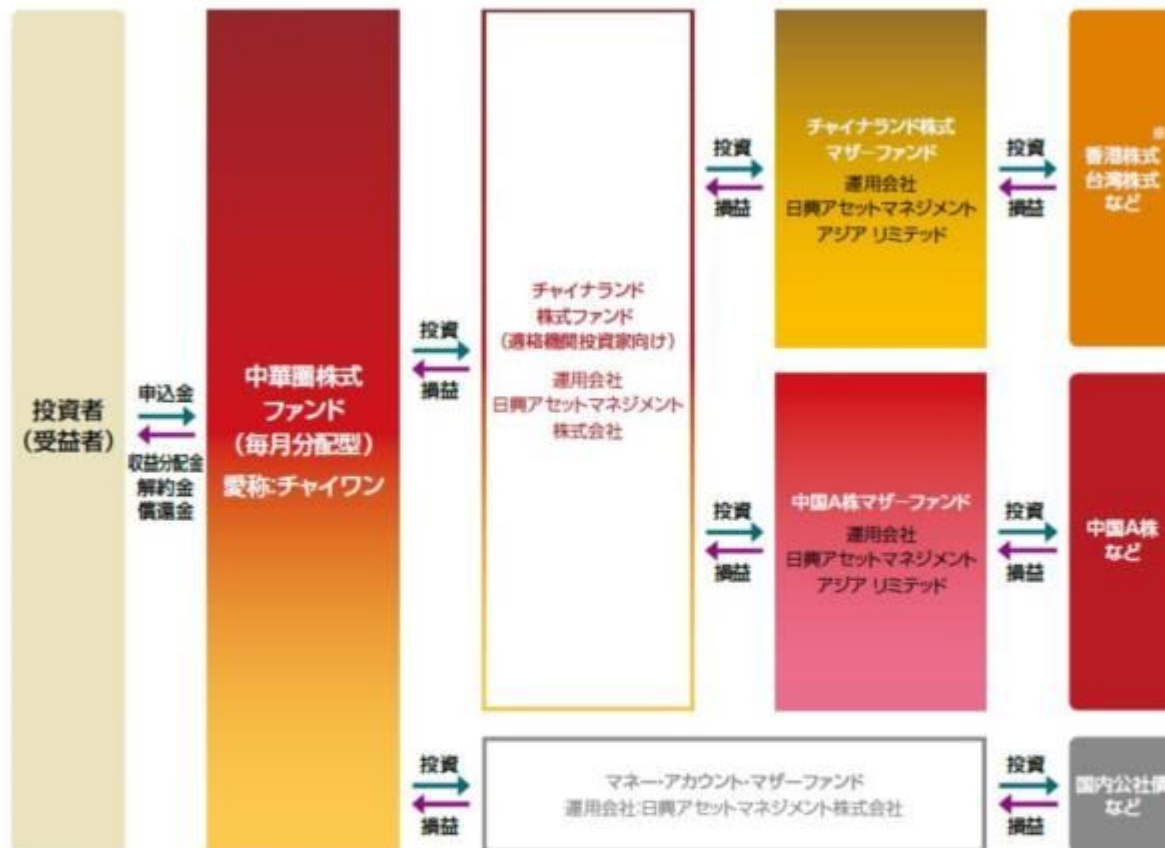 投資者
(受益者)
申込金
収益分配金
解約金
償還金
中華圏株式
ファンド
(毎月分配型)
愛称:チャイワン
投資
損益
チャイナランド
株式ファンド
(適格機関投資家向け)
運用会社
日興アセットマネジメント
株式会社
投資
損益
チャイナランド株式
マザーファンド
運用会社
日興アセットマネジメント
アジア リミテッド
投資
損益
※
香港株式
台湾株式
など
投資
損益
中国A株マザーファンド
運用会社
日興アセットマネジメント
アジア リミテッド
投資
損益
中国A株
など
投資
損益
マネー・アカウント・マザーファンド
運用会社:日興アセットマネジメント株式会社
投資
損益
国内公社債
など